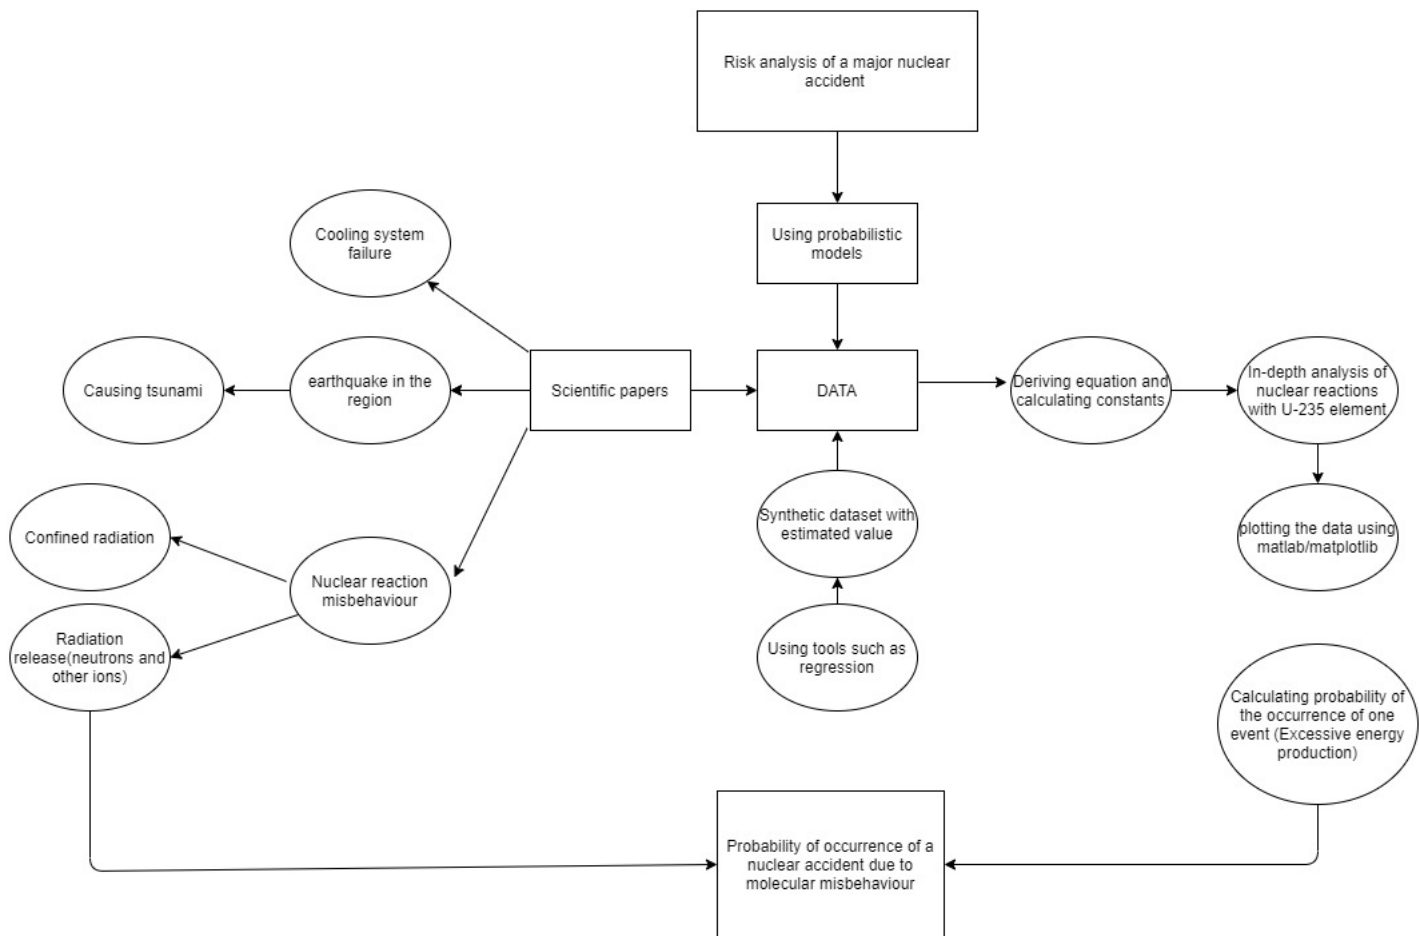 Risk analysis of a major nuclear
accident
Using probabilistic
models
Cooling system
failure
Causing tsunami
earthquake in the
region
Scientific papers
DATA
Deriving equation and
calculating constants
In-depth analysis of
nuclear reactions
with U-235 element
Confined radiation
Nuclear reaction
misbehaviour
Synthetic dataset with
estimated value
plotting the data using
matlab/matplotlib
Radiation
release(neutrons and
other ions)
Using tools such as
regression
Calculating probability of
the occurrence of one
event (Excessive energy
production)
Probability of occurrence of a
nuclear accident due to
molecular misbehaviour